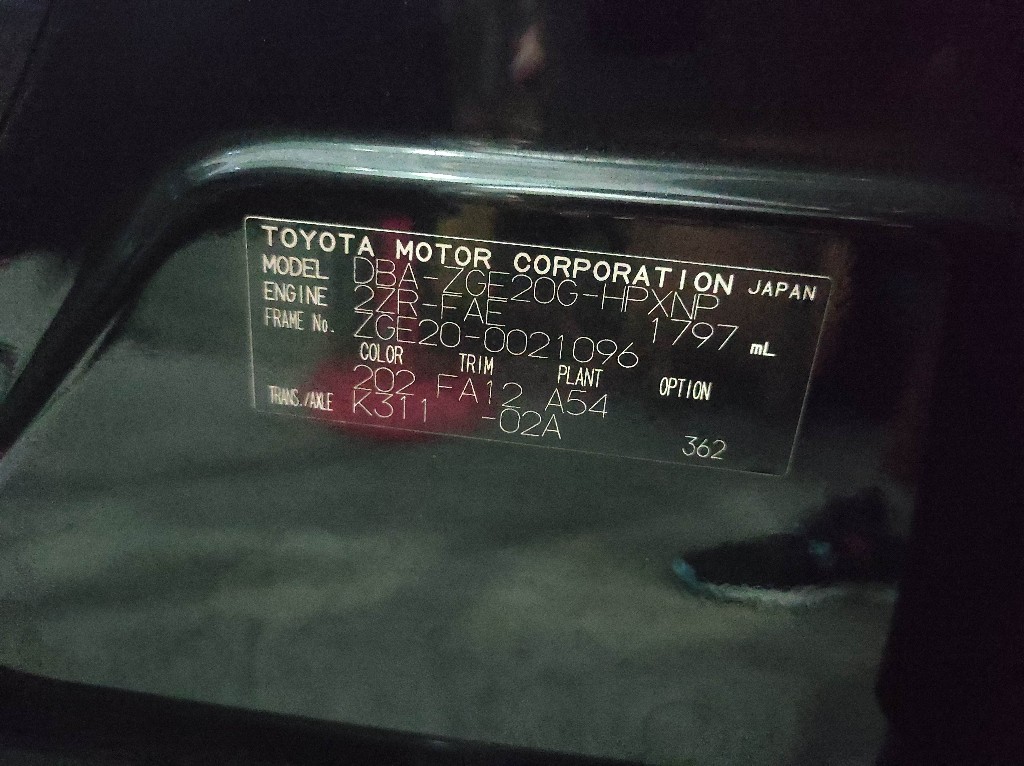 TOYOTA MOTOR CORPORATION JAPAN
MODEL DBA-ZGE20G-HPXNP
ENGINE 2ZR-FAE 1797 mL
FRAME No. ZGE20-0021096
COLOR TRIM PLANT OPTION
202 FA12 A54
TRANS./AXLE K311 -02A
362